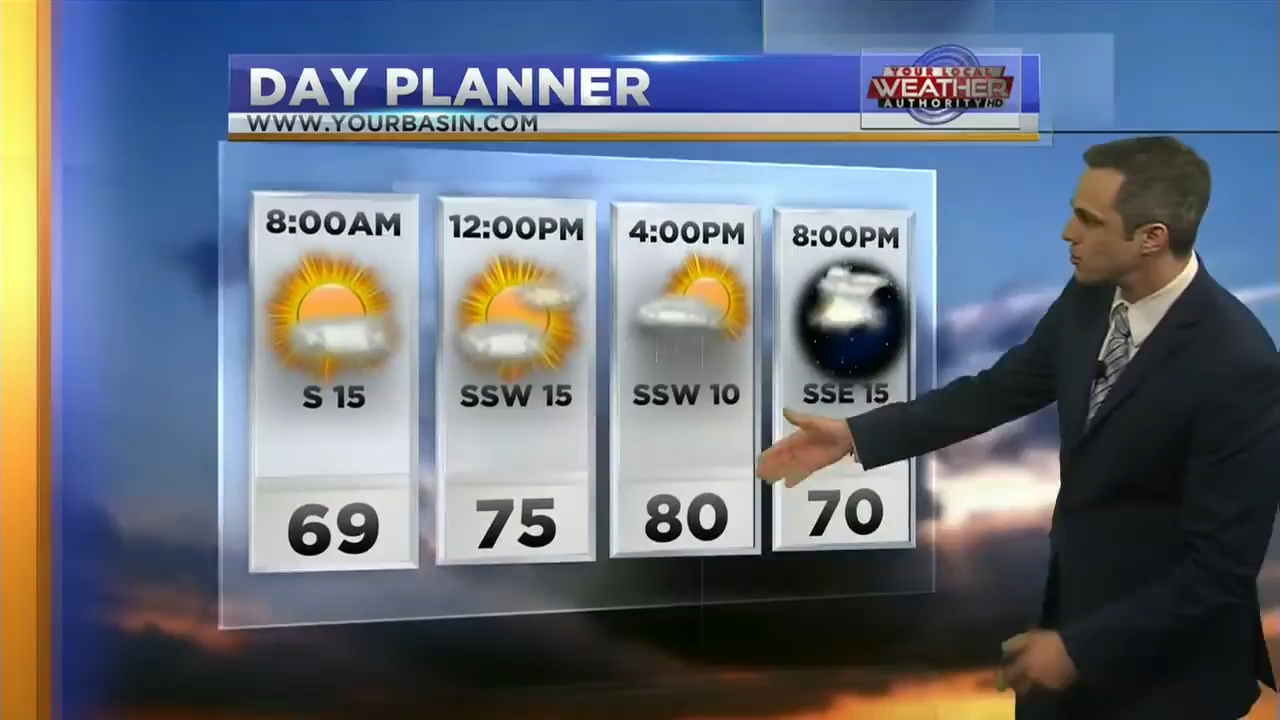 DAY PLANNER
WWW.YOURBASIN.COM
YOUR LOCAL
WEATHER
AUTHORITY HD
8:00AM
S 15
69
12:00PM
SSW 15
75
4:00PM
SSW 10
80
8:00PM
SSE 15
70